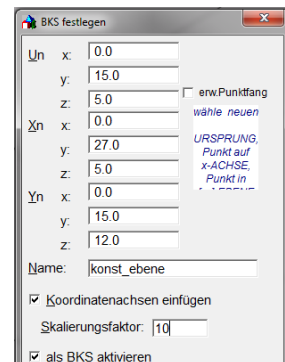 BKS festlegen
x
Un x: 0.0
y: 15.0
z: 5.0
erw.Punktfang
wähle neuen
URSPRUNG,
Punkt auf
x-ACHSE,
Punkt in
Xn x: 0.0
y: 27.0
z: 5.0
Yn x: 0.0
y: 15.0
z: 12.0
Name: konst_ebene
Koordinatenachsen einfügen
Skalierungsfaktor: 10
als BKS aktivieren